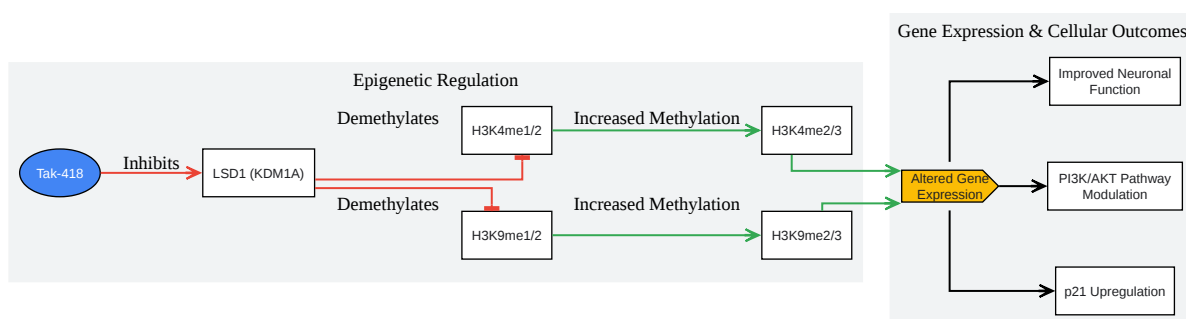 Gene Expression & Cellular Outcomes
Epigenetic Regulation
Improved Neuronal
Function
Demethylates
H3K4me1/2
Increased Methylation
H3K4me2/3
Tak-418
Inhibits
LSD1 (KDM1A)
Altered Gene
Expression
PI3K/AKT Pathway
Modulation
Demethylates
H3K9me1/2
Increased Methylation
H3K9me2/3
p21 Upregulation